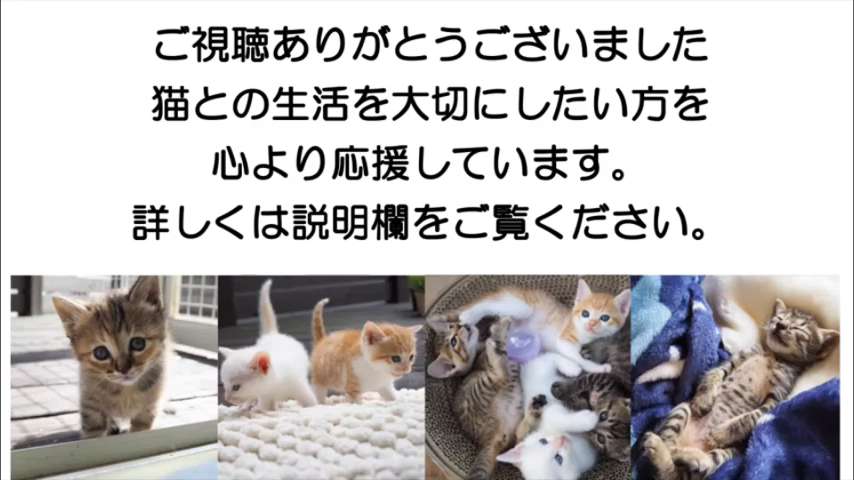 ご視聴ありがとうございました
猫との生活を大切にしたい方を
心より応援しています。
詳しくは説明欄をご覧ください。